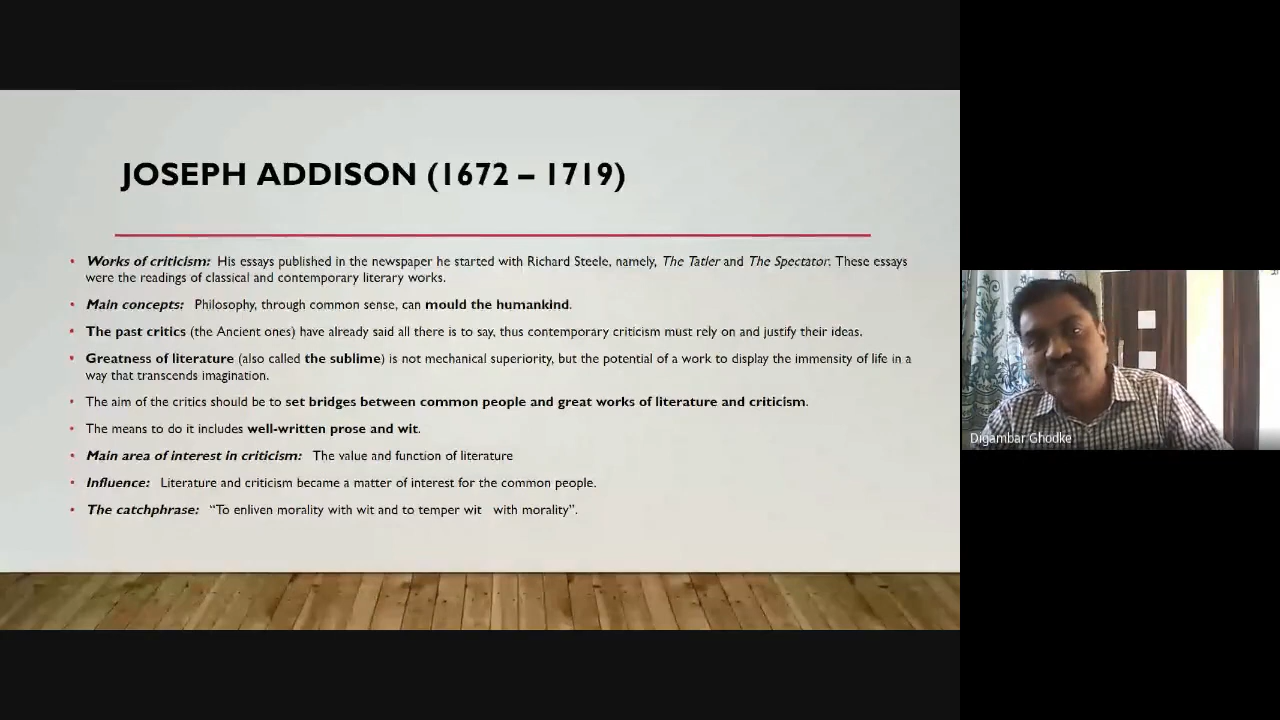 JOSEPH ADDISON (1672 – 1719)
• Works of criticism: His essays published in the newspaper he started with Richard Steele, namely, The Tatler and The Spectator. These essays
were the readings of classical and contemporary literary works.
• Main concepts: Philosophy, through common sense, can mould the humankind.
• The past critics (the Ancient ones) have already said all there is to say, thus contemporary criticism must rely on and justify their ideas.
• Greatness of literature (also called the sublime) is not mechanical superiority, but the potential of a work to display the immensity of life in a
way that transcends imagination.
• The aim of the critics should be to set bridges between common people and great works of literature and criticism.
• The means to do it includes well-written prose and wit.
• Main area of interest in criticism: The value and function of literature
• Influence: Literature and criticism became a matter of interest for the common people.
• The catchphrase: “To enliven morality with wit and to temper wit with morality”.
Digambar Ghodke